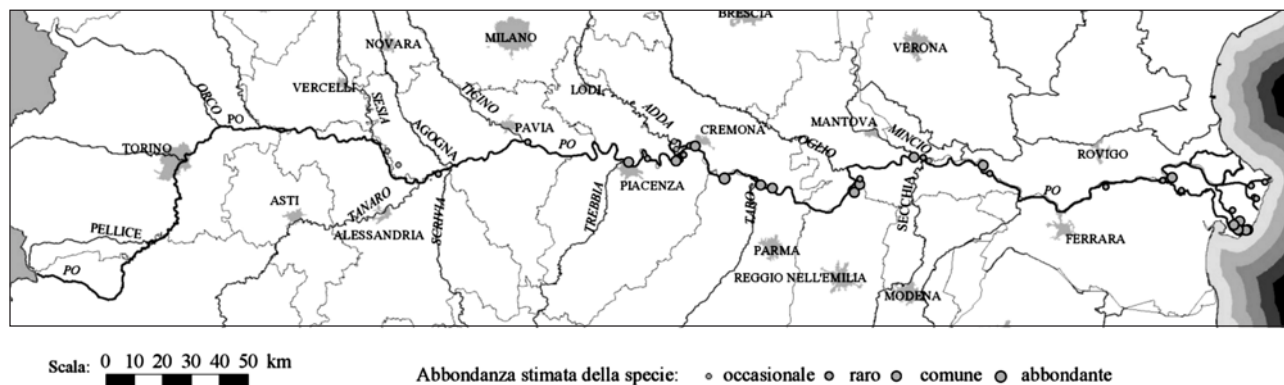 BRESCIA
NOVARA
MILANO
VERONA
VERCELLI
LODI
TICINO
ORCO
SESIA
ADDA
PO
AGOGNA
PAVIA
PO
CREMONA
MANTOVA
MINCIO
TORINO
OGLIO
ROVIGO
PIACENZA
ASTI
TANARO
TREBBIA
TARO
SECCHIA
PO
PELLICE
ALESSANDRIA
SCRIVIA
FERRARA
PARMA
PO
REGGIO NELL'EMILIA
MODENA
Scala: 0 10 20 30 40 50 km
Abbondanza stimata della specie: occasionale raro comune abbondante